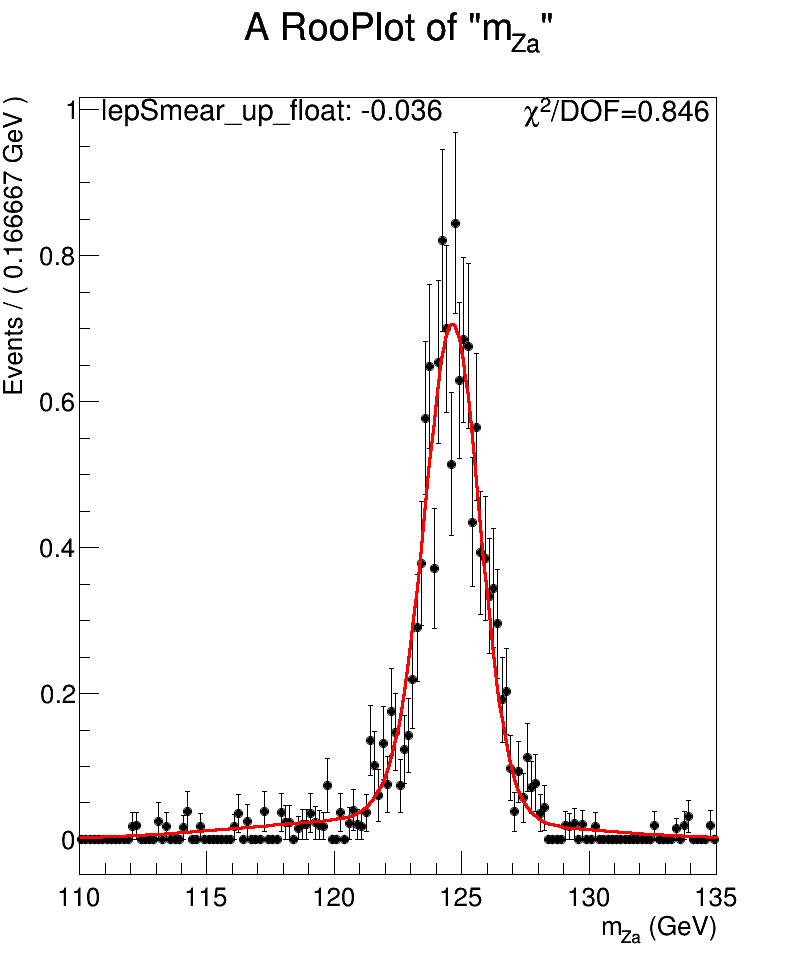 A RooPlot of "m_Za"
lepSmear_up_float: -0.036
χ²/DOF=0.846
Events / ( 0.166667 GeV )
1
0.8
0.6
0.4
0.2
0
110 115 120 125 130 135
m_Za (GeV)